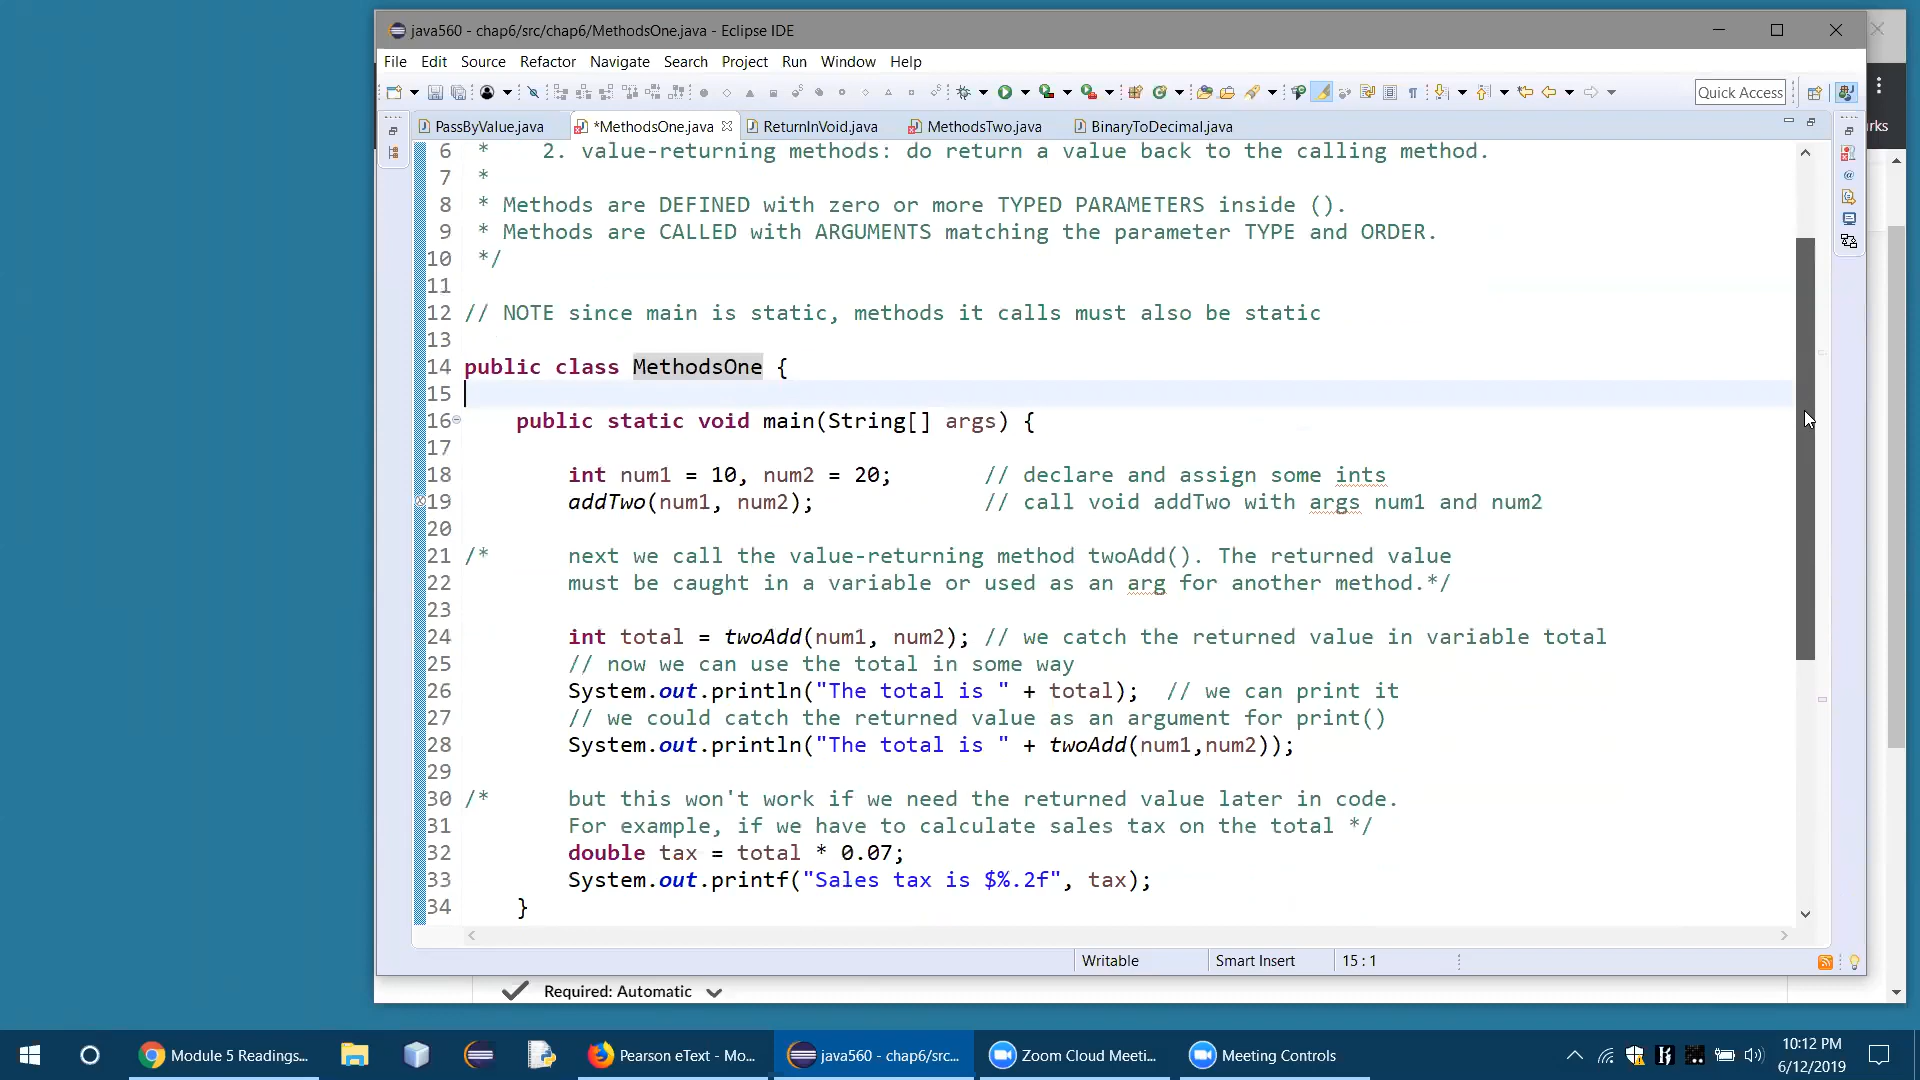 java560 - chap6/src/chap6/MethodsOne.java - Eclipse IDE
File Edit Source Refactor Navigate Search Project Run Window Help
Quick Access
PassByValue.java *MethodsOne.java ReturnInVoid.java MethodsTwo.java BinaryToDecimal.java
rks
6 * 2. value-returning methods: do return a value back to the calling method.
7 *
8 * Methods are DEFINED with zero or more TYPED PARAMETERS inside ().
9 * Methods are CALLED with ARGUMENTS matching the parameter TYPE and ORDER.
10 */
11
12 // NOTE since main is static, methods it calls must also be static
13
14 public class MethodsOne {
15
16 public static void main(String[] args) {
17
18 int num1 = 10, num2 = 20; // declare and assign some ints
19 addTwo(num1, num2); // call void addTwo with args num1 and num2
20
21 /* next we call the value-returning method twoAdd(). The returned value
22 must be caught in a variable or used as an arg for another method.*/
23
24 int total = twoAdd(num1, num2); // we catch the returned value in variable total
25 // now we can use the total in some way
26 System.out.println("The total is " + total); // we can print it
27 // we could catch the returned value as an argument for print()
28 System.out.println("The total is " + twoAdd(num1,num2));
29
30 /* but this won't work if we need the returned value later in code.
31 For example, if we have to calculate sales tax on the total */
32 double tax = total * 0.07;
33 System.out.printf("Sales tax is $%.2f", tax);
34 }
Writable Smart Insert 15 : 1
Required: Automatic
Module 5 Readings... Pearson eText - Mo... java560 - chap6/src... Zoom Cloud Meeti... Meeting Controls
10:12 PM
6/12/2019